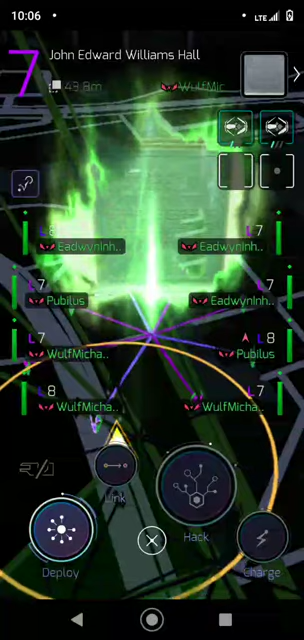 10:06
LTE
7
John Edward Williams Hall
43.8m
WulfMic
L8
EadwynInh..
L7
EadwynInh..
L7
Pubilus
L7
EadwynInh..
L7
WulfMicha..
L8
Pubilus
L8
WulfMicha..
L7
WulfMicha..
Link
Hack
Deploy
Charge